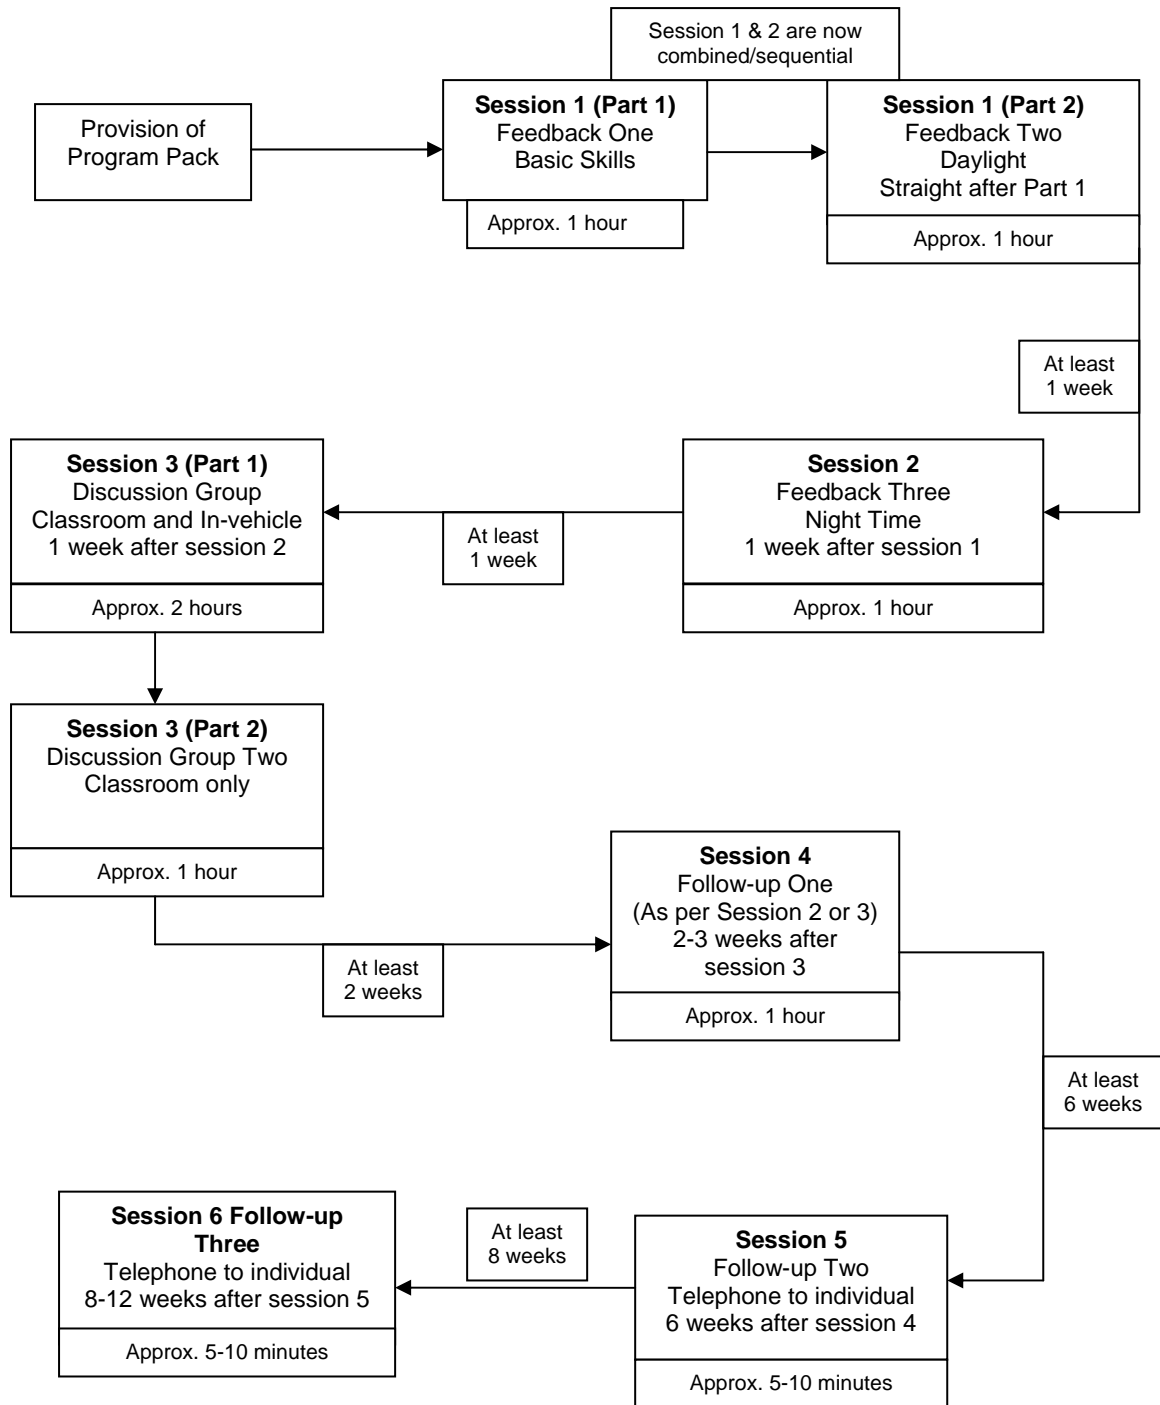 Session 1 & 2 are now
combined/sequential
Provision of
Program Pack
Session 1 (Part 1)
Feedback One
Basic Skills
Approx. 1 hour
Session 1 (Part 2)
Feedback Two
Daylight
Straight after Part 1
Approx. 1 hour
At least
1 week
Session 2
Feedback Three
Night Time
1 week after session 1
Approx. 1 hour
At least
1 week
Session 3 (Part 1)
Discussion Group
Classroom and In-vehicle
1 week after session 2
Approx. 2 hours
Session 3 (Part 2)
Discussion Group Two
Classroom only
Approx. 1 hour
At least
2 weeks
Session 4
Follow-up One
(As per Session 2 or 3)
2-3 weeks after
session 3
Approx. 1 hour
At least
6 weeks
Session 5
Follow-up Two
Telephone to individual
6 weeks after session 4
Approx. 5-10 minutes
At least
8 weeks
Session 6 Follow-up
Three
Telephone to individual
8-12 weeks after session 5
Approx. 5-10 minutes